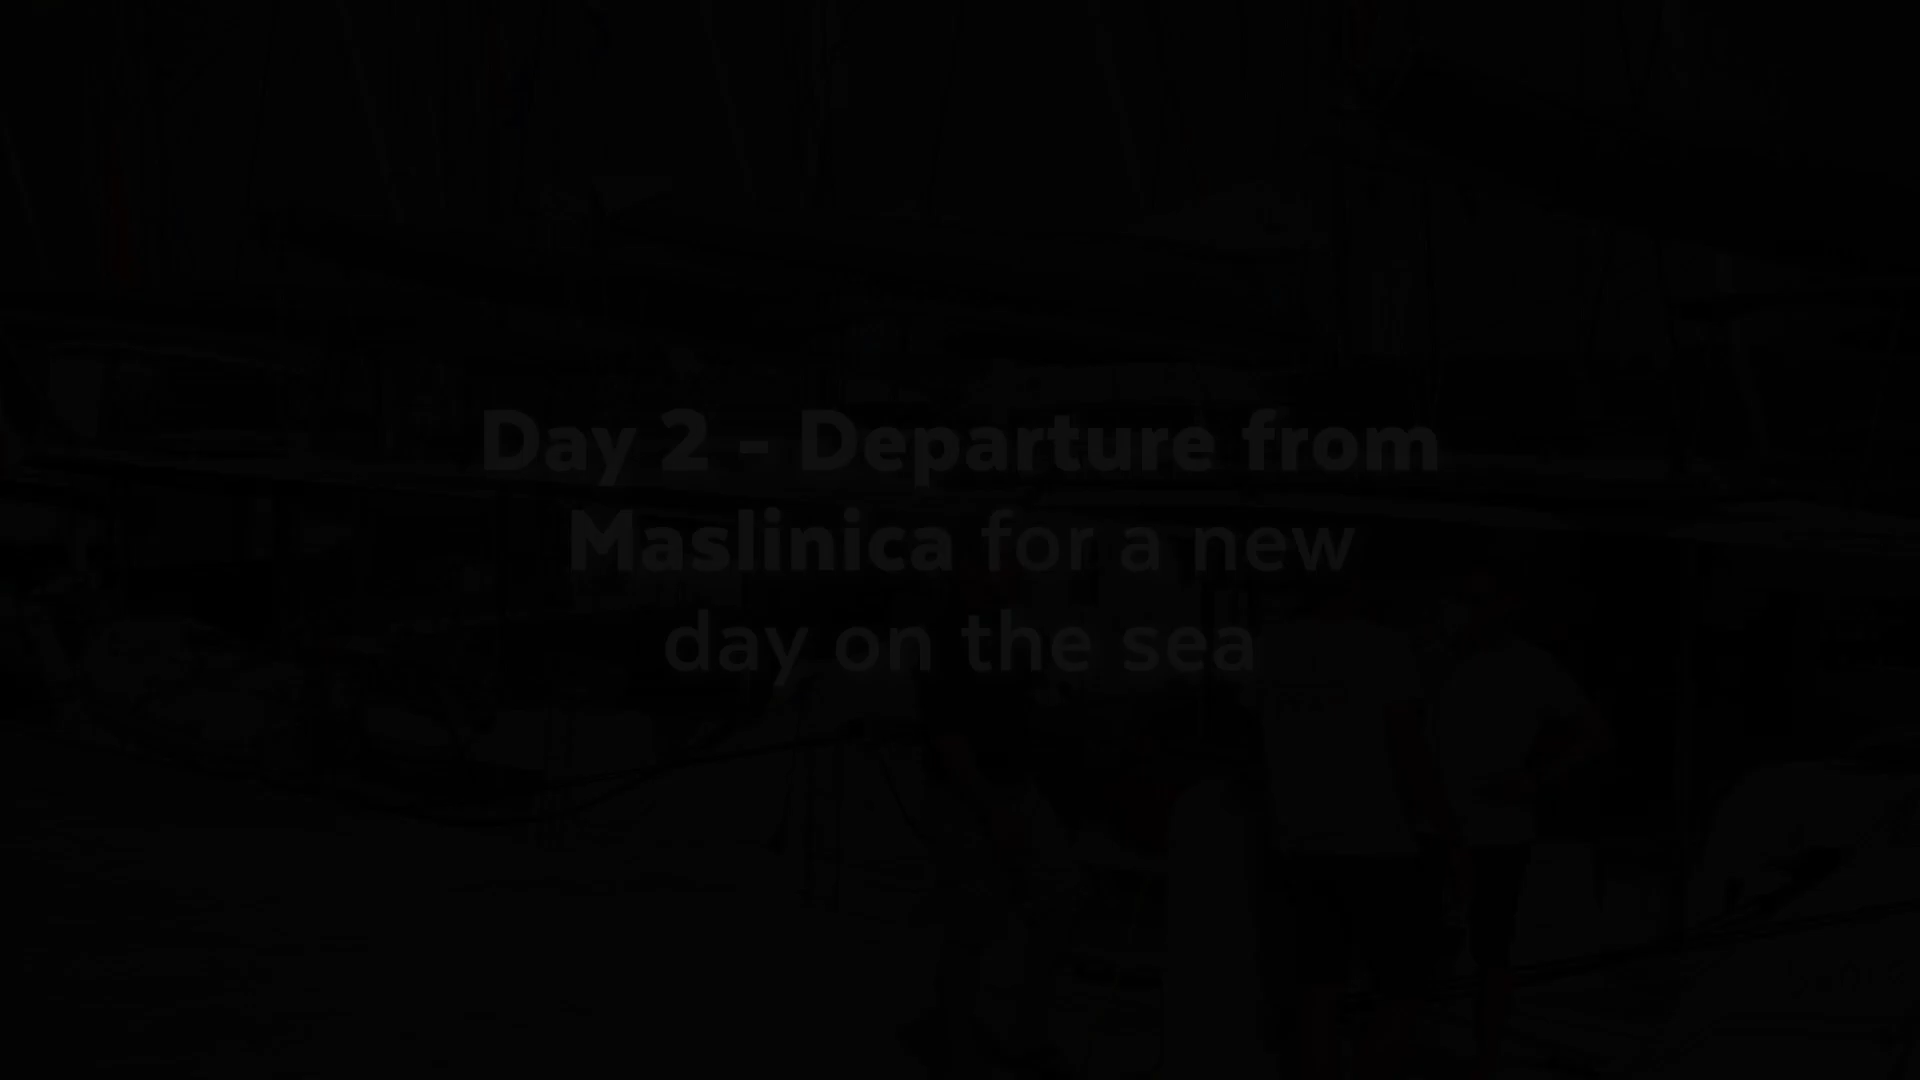 Day 2 - Departure from
Maslinica for a new
day on the sea